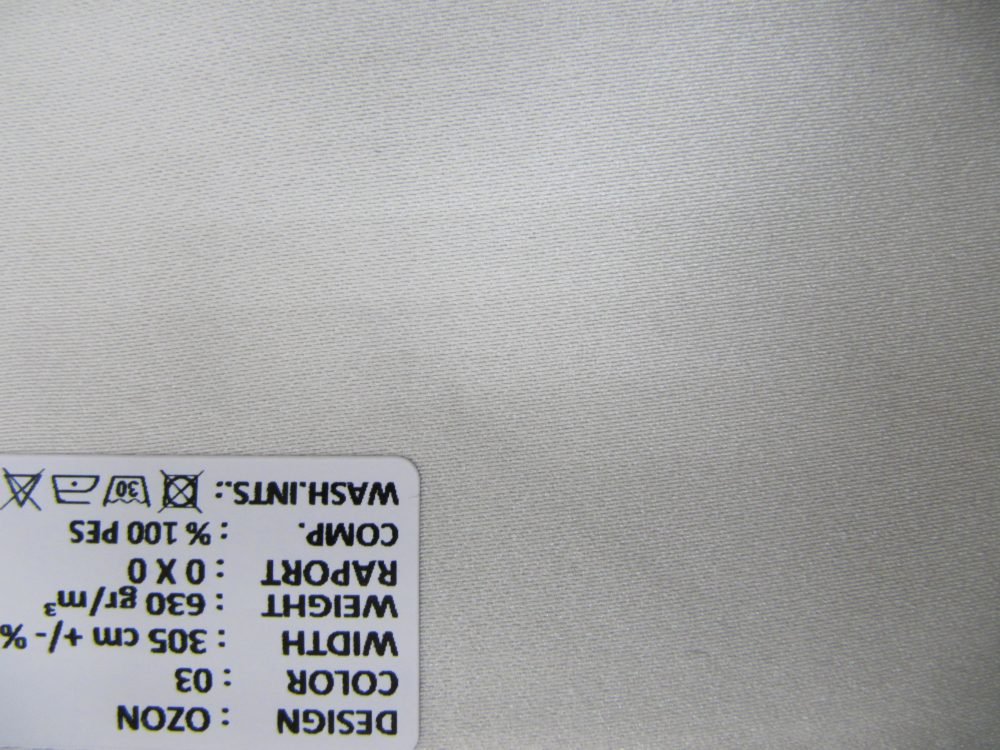 DESIGN : OZON
COLOR : 03
WIDTH : 305 cm +/- %
WEIGHT : 630 gr/m³
RAPORT : 0 X 0
COMP. : % 100 PES
WASH.INTS.: 30